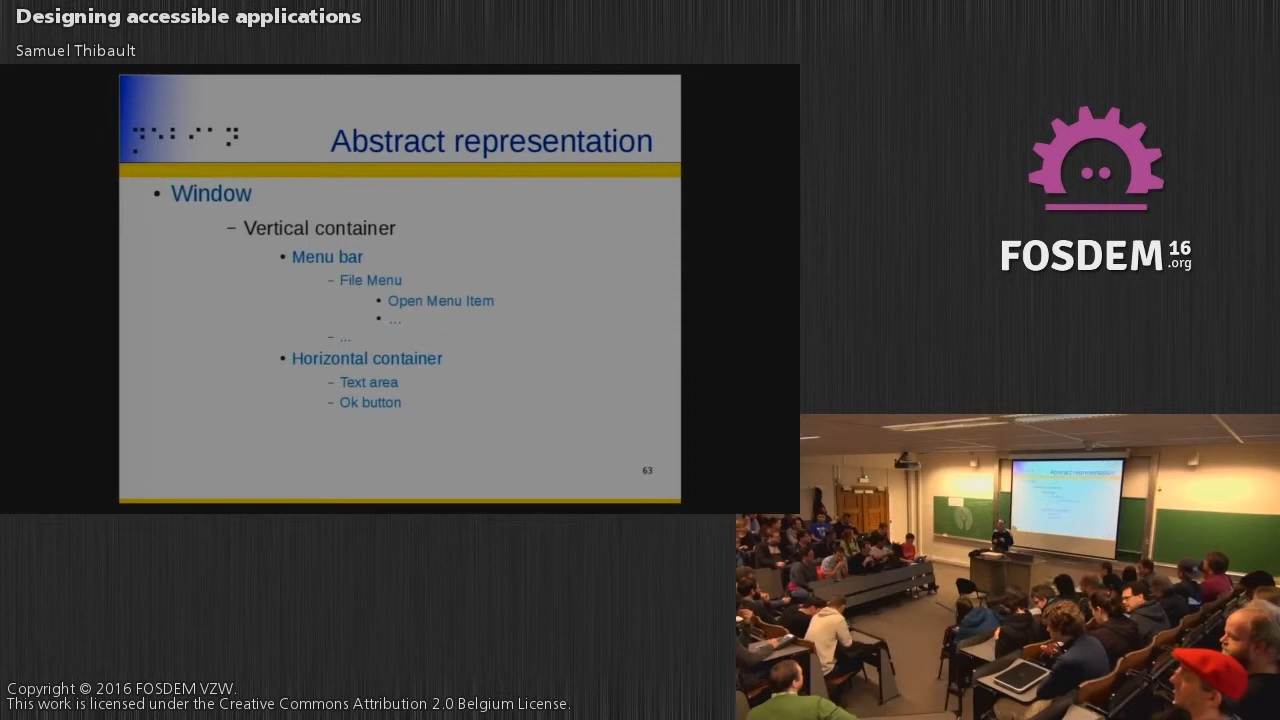 Designing accessible applications
Samuel Thibault
Abstract representation
• Window
– Vertical container
• Menu bar
– File Menu
• Open Menu Item
• ...
– ...
• Horizontal container
– Text area
– Ok button
63
FOSDEM 16
.org
Abstract representation
Copyright © 2016 FOSDEM VZW.
This work is licensed under the Creative Commons Attribution 2.0 Belgium License.